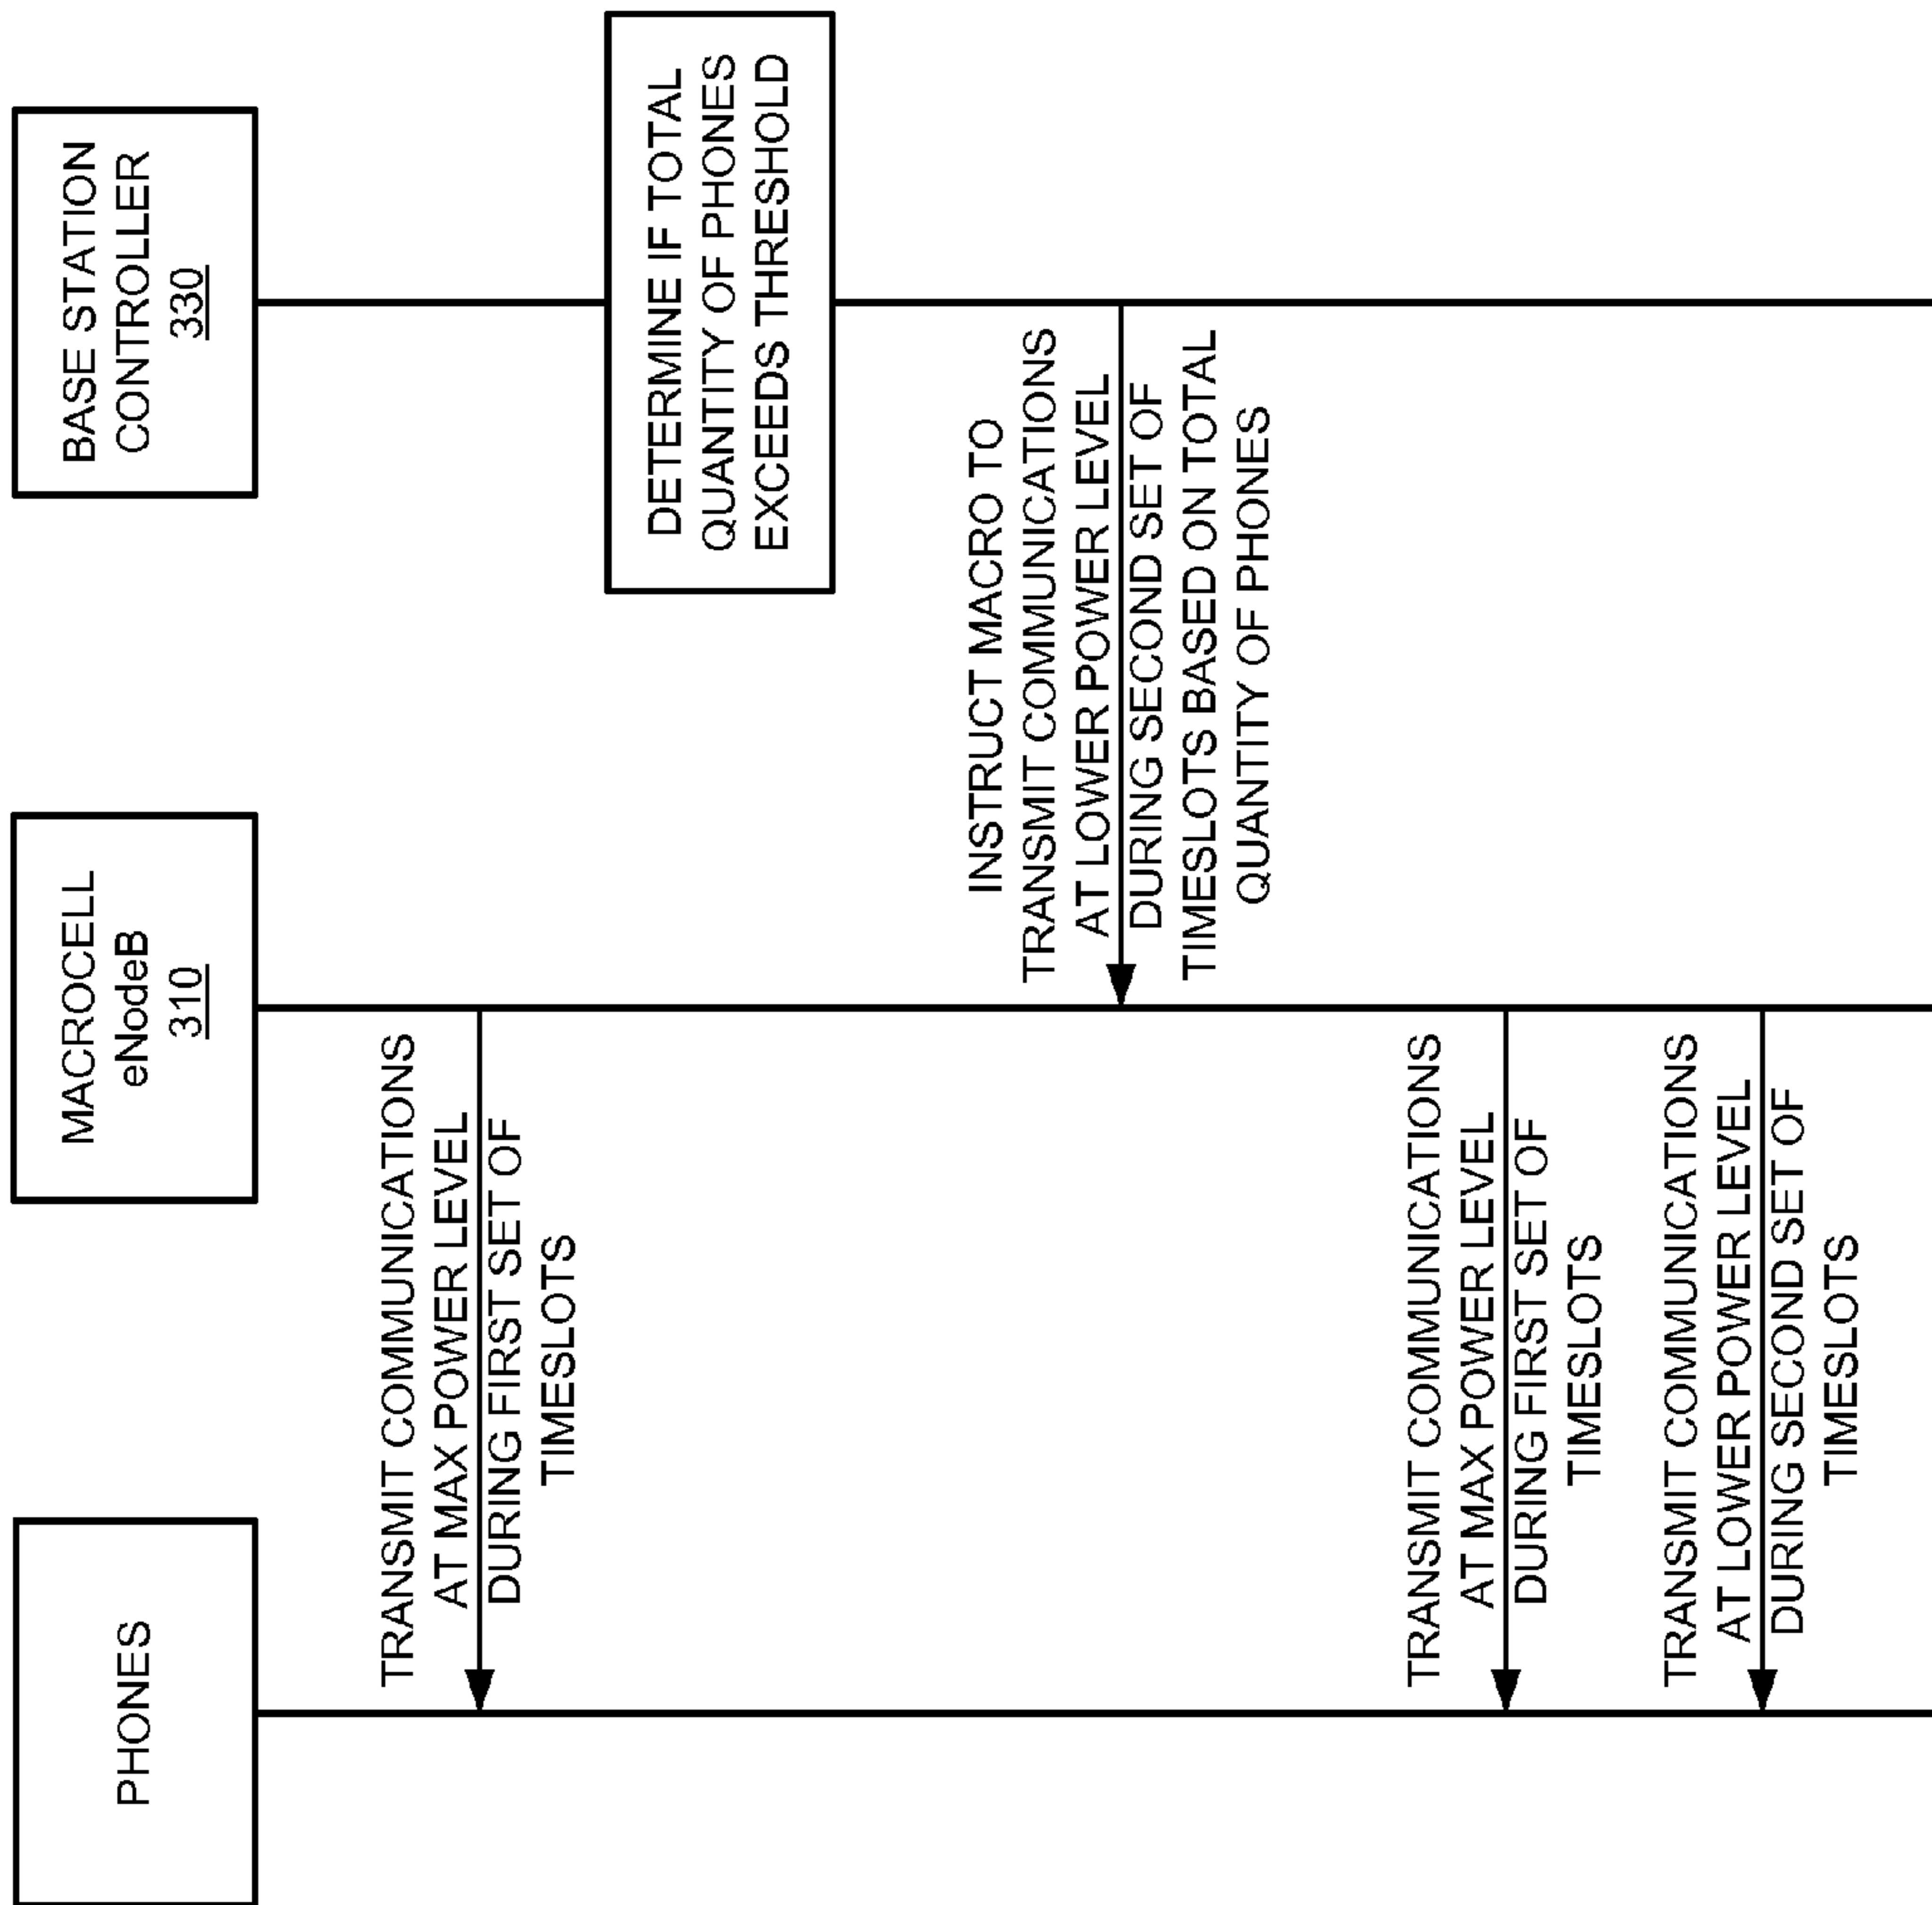 PHONES
MACROCELL
eNodeB
310
BASE STATION
CONTROLLER
330
TRANSMIT COMMUNICATIONS
AT MAX POWER LEVEL
DURING FIRST SET OF
TIMESLOTS
DETERMINE IF TOTAL
QUANTITY OF PHONES
EXCEEDS THRESHOLD
INSTRUCT MACRO TO
TRANSMIT COMMUNICATIONS
AT LOWER POWER LEVEL
DURING SECOND SET OF
TIMESLOTS BASED ON TOTAL
QUANTITY OF PHONES
TRANSMIT COMMUNICATIONS
AT MAX POWER LEVEL
DURING FIRST SET OF
TIMESLOTS
TRANSMIT COMMUNICATIONS
AT LOWER POWER LEVEL
DURING SECOND SET OF
TIMESLOTS